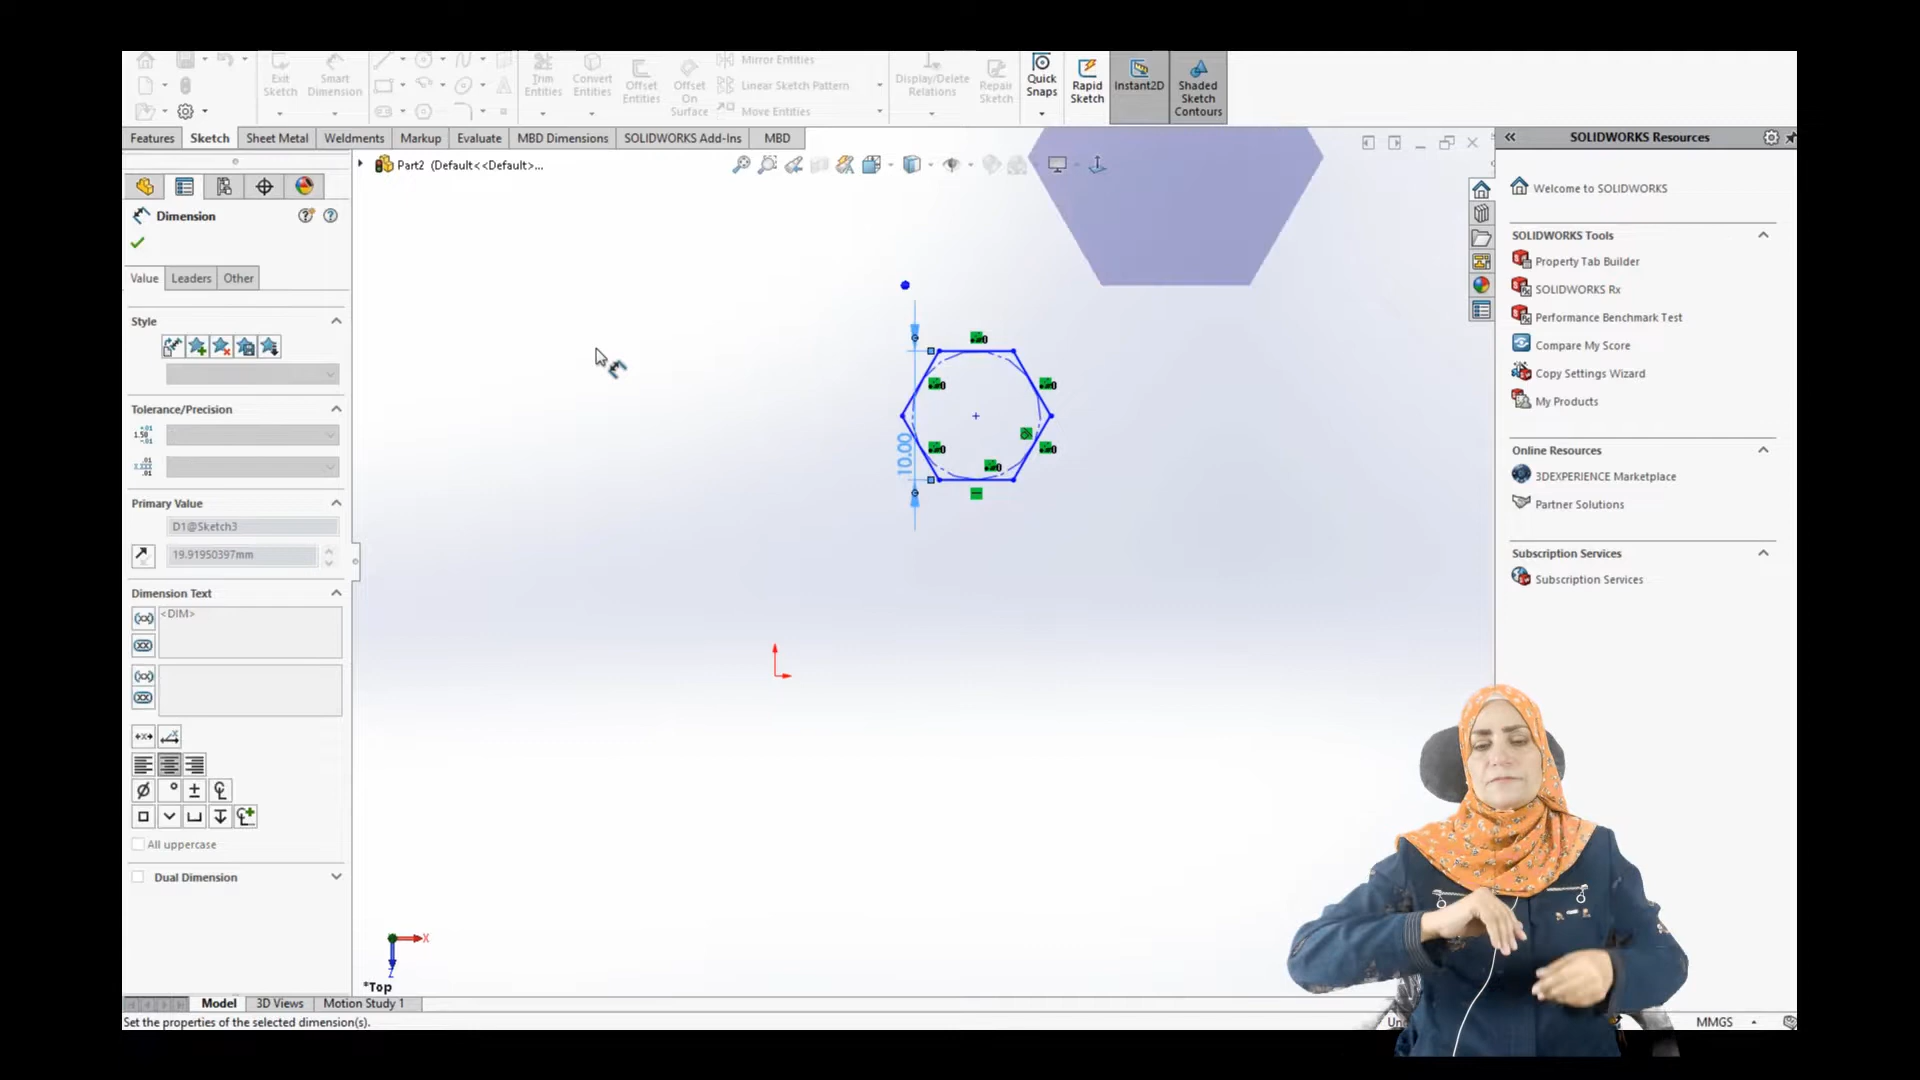 Exit Sketch
Smart Dimension
Trim Entities
Convert Entities
Offset Entities
Offset On Surface
Mirror Entities
Linear Sketch Pattern
Move Entities
Display/Delete Relations
Repair Sketch
Quick Snaps
Rapid Sketch
Instant2D
Shaded Sketch Contours
Features Sketch Sheet Metal Weldments Markup Evaluate MBD Dimensions SOLIDWORKS Add-Ins MBD
Part2 (Default<<Default>...
Dimension
Value Leaders Other
Style
Tolerance/Precision
Primary Value
D1@Sketch3
19.91950397mm
Dimension Text
<DIM>
All uppercase
Dual Dimension
10.00
X
Z
*Top
Model 3D Views Motion Study 1
Set the properties of the selected dimension(s).
MMGS
SOLIDWORKS Resources
Welcome to SOLIDWORKS
SOLIDWORKS Tools
Property Tab Builder
SOLIDWORKS Rx
Performance Benchmark Test
Compare My Score
Copy Settings Wizard
My Products
Online Resources
3DEXPERIENCE Marketplace
Partner Solutions
Subscription Services
Subscription Services